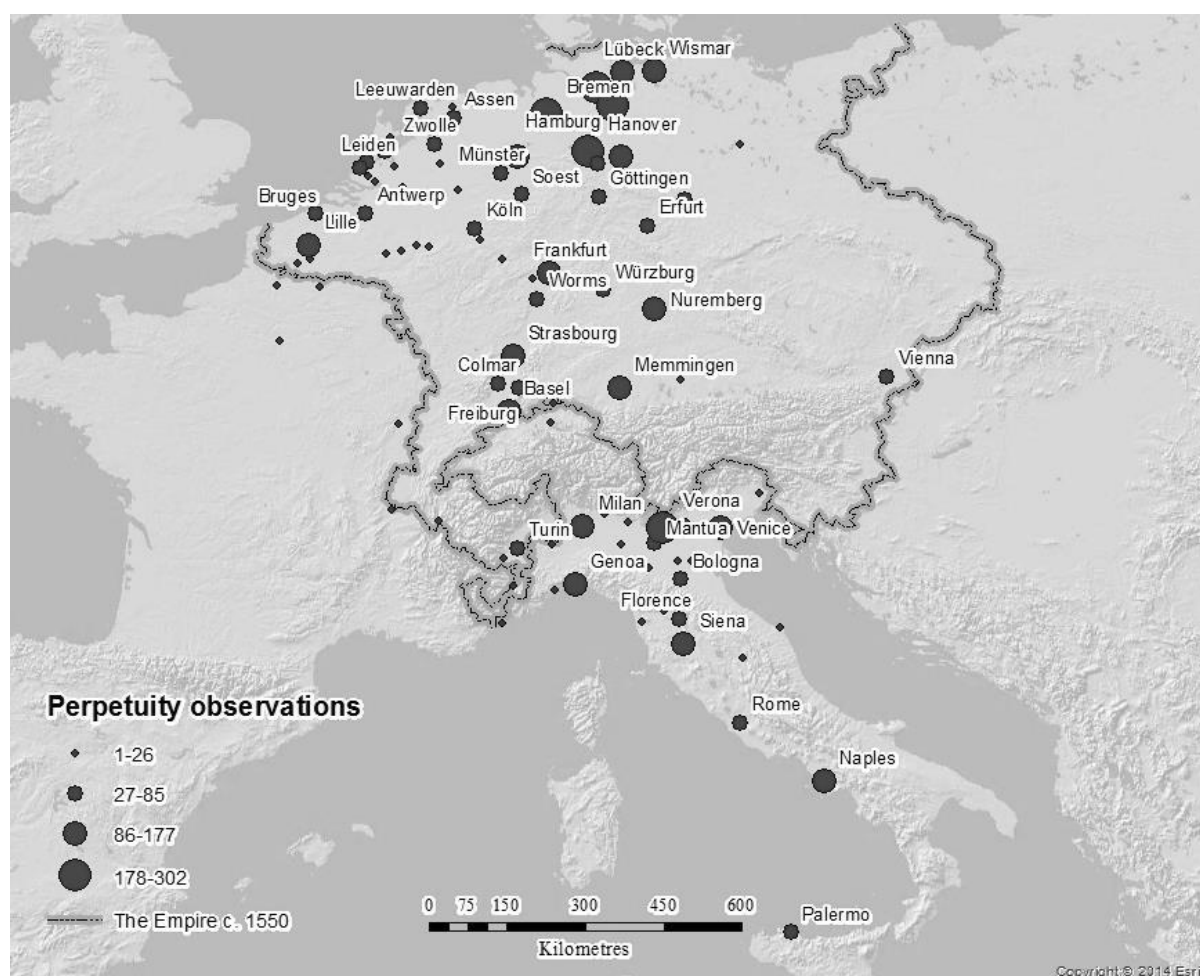 Lübeck Wismar
Leeuwarden
Assen
Bremen
Zwolle
Hamburg
Hanover
Leiden
Münster
Soest
Göttingen
Bruges
Antwerp
Lille
Köln
Erfurt
Frankfurt
Worms
Würzburg
Nuremberg
Strasbourg
Colmar
Memmingen
Vienna
Basel
Freiburg
Milan
Verona
Turin
Mantua
Venice
Genoa
Bologna
Florence
Siena
Rome
Naples
Palermo
Perpetuity observations
1-26
27-85
86-177
178-302
The Empire c. 1550
0 75 150 300 450 600
Kilometres
Copyright:© 2014 Esri